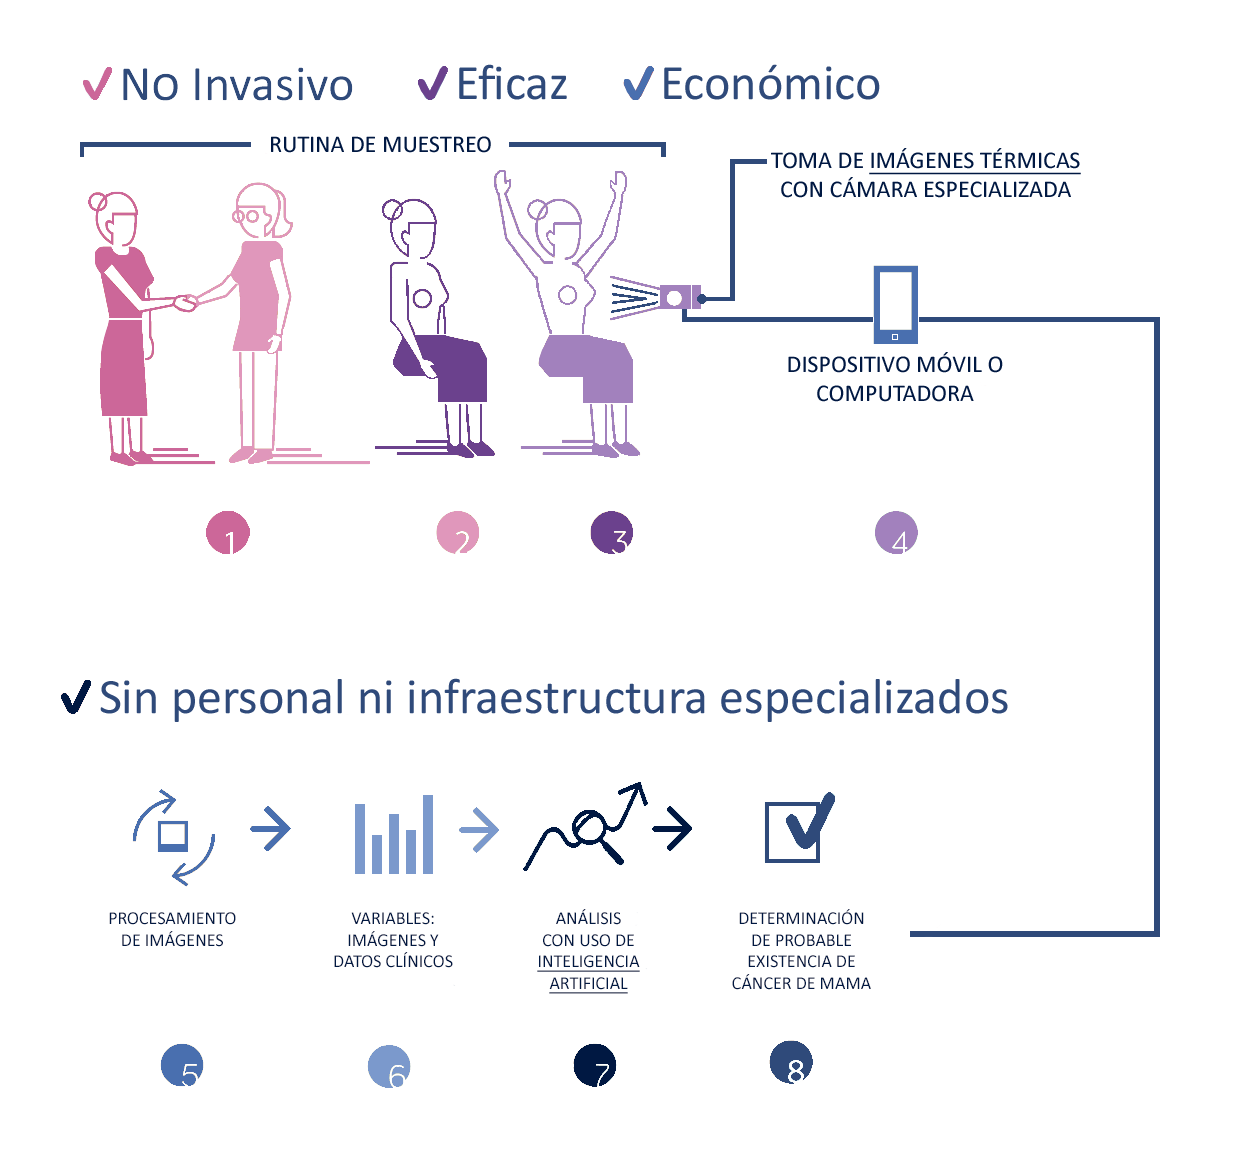 No Invasivo
Eficaz
Económico
RUTINA DE MUESTREO
TOMA DE IMÁGENES TÉRMICAS
CON CÁMARA ESPECIALIZADA
DISPOSITIVO MÓVIL O
COMPUTADORA
1
2
3
4
Sin personal ni infraestructura especializados
PROCESAMIENTO
DE IMÁGENES
VARIABLES:
IMÁGENES Y
DATOS CLÍNICOS
ANÁLISIS
CON USO DE
INTELIGENCIA
ARTIFICIAL
DETERMINACIÓN
DE PROBABLE
EXISTENCIA DE
CÁNCER DE MAMA
5
6
7
8